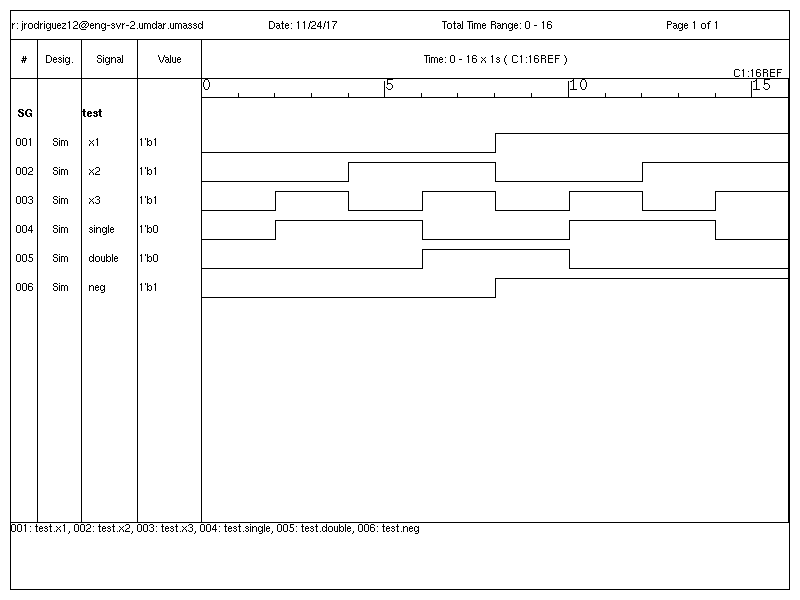 r: jrodriguez12@eng-svr-2.umdar.umassd Date: 11/24/17 Total Time Range: 0 - 16 Page 1 of 1
# Desig. Signal Value Time: 0 - 16 x 1s ( C1:16REF )
C1:16REF
0 5 10 15
SG test
001 Sim x1 1'b1
002 Sim x2 1'b1
003 Sim x3 1'b1
004 Sim single 1'b0
005 Sim double 1'b0
006 Sim neg 1'b1
001: test.x1, 002: test.x2, 003: test.x3, 004: test.single, 005: test.double, 006: test.neg